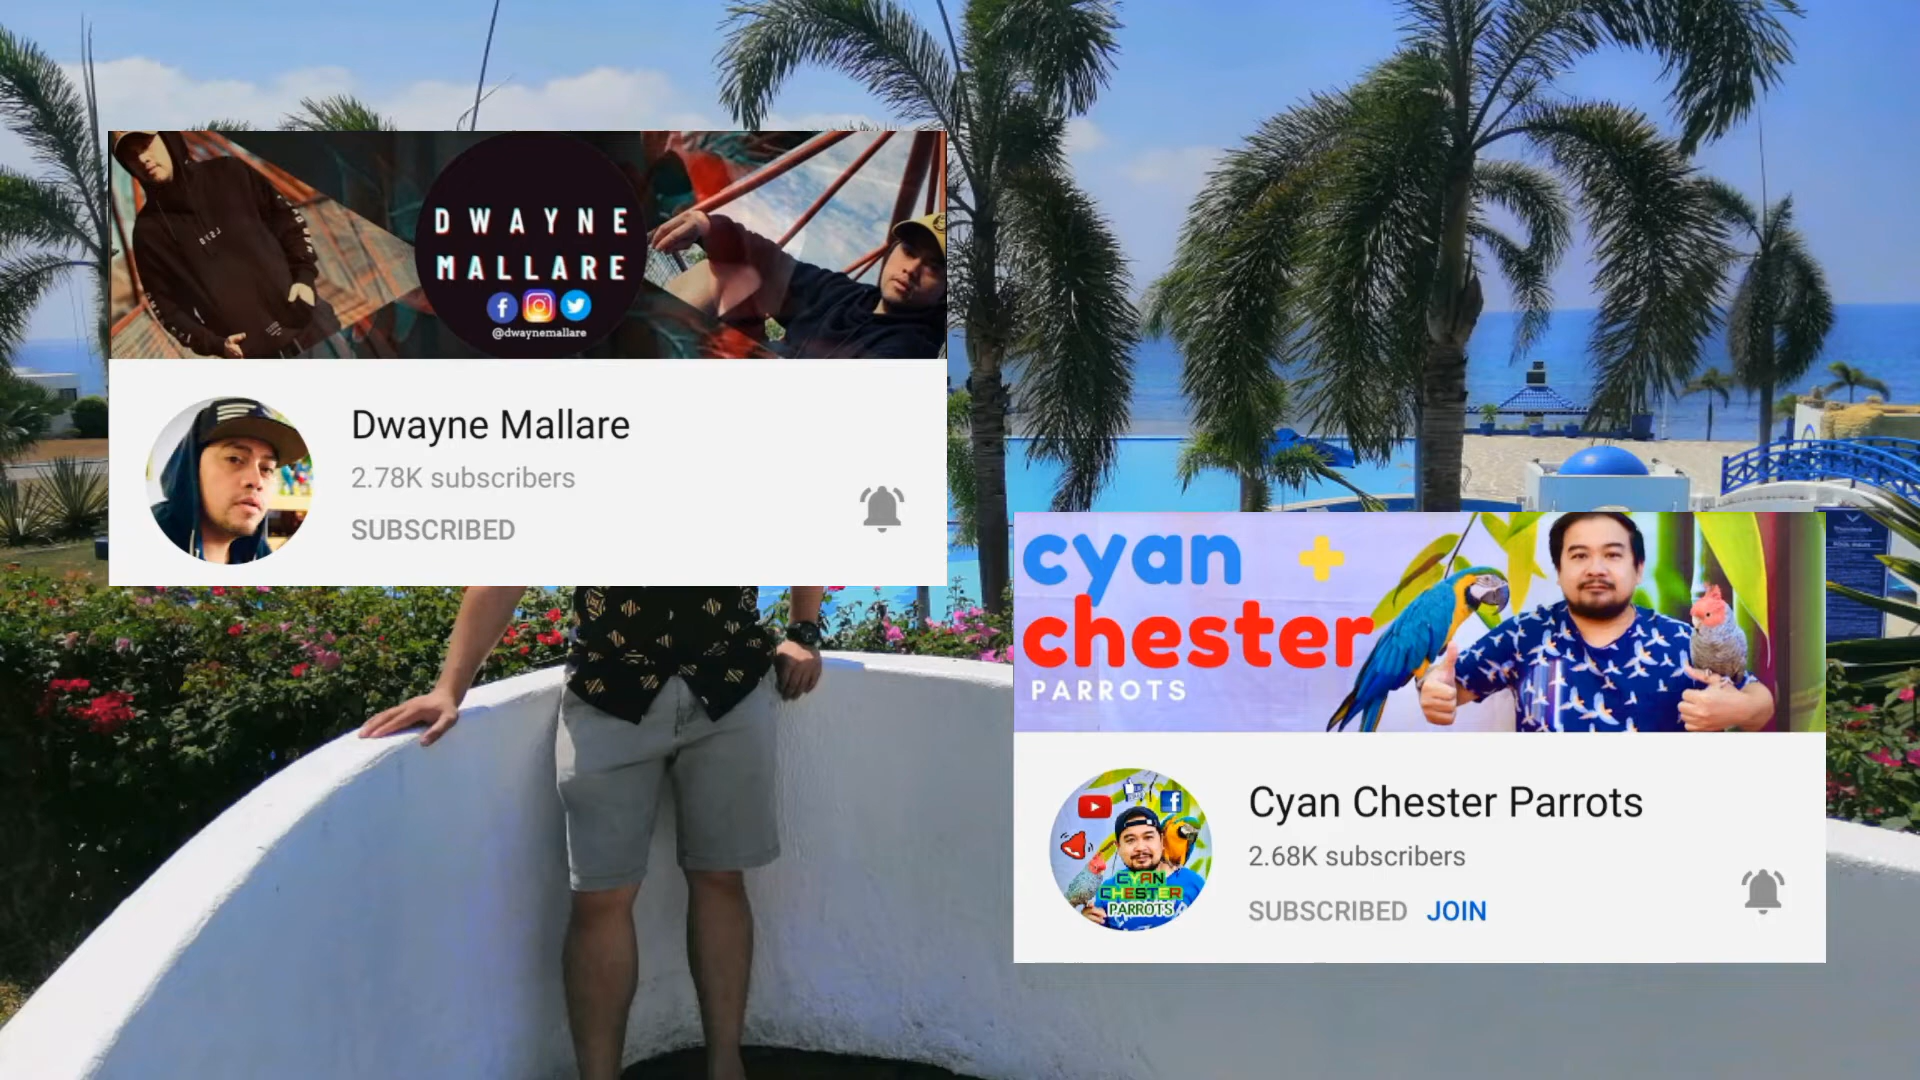 DWAYNE
MALLARE
@dwaynemallare
Dwayne Mallare
2.78K subscribers
SUBSCRIBED
cyan +
chester
PARROTS
Cyan Chester Parrots
2.68K subscribers
SUBSCRIBED JOIN
CYAN
CHESTER
PARROTS